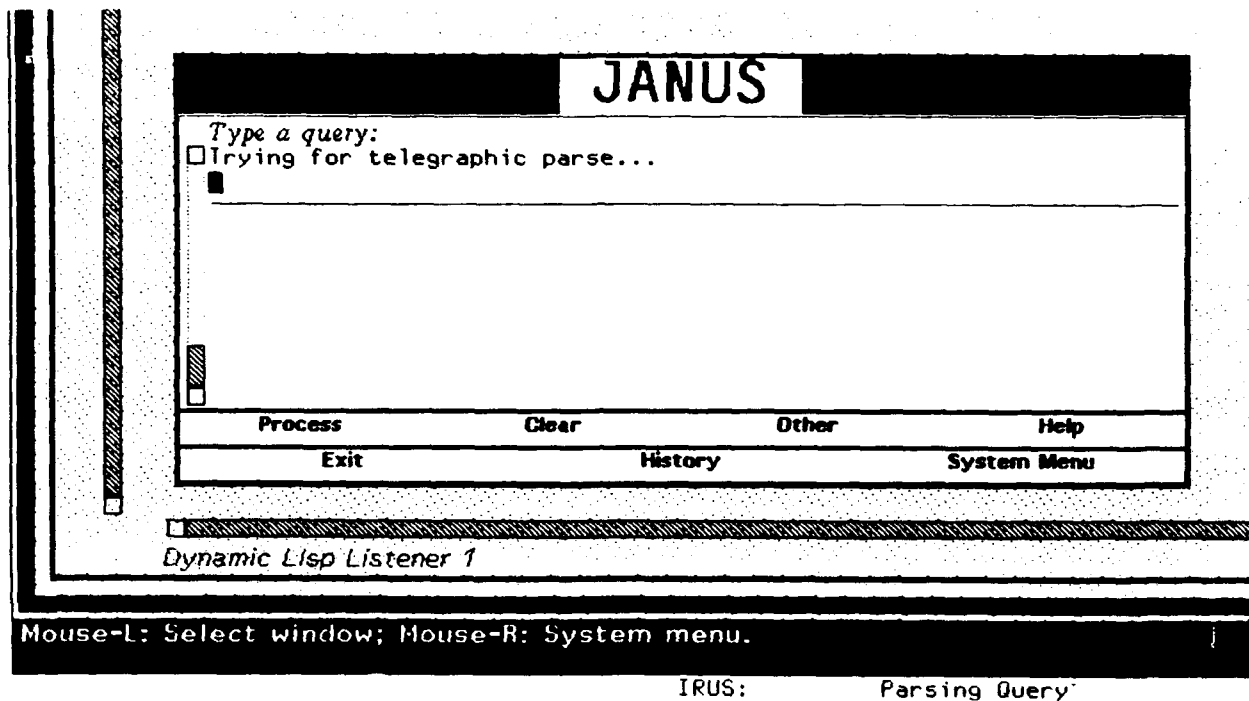 JANUS
Type a query:
Trying for telegraphic parse...
Process Clear Other Help
Exit History System Menu
Dynamic Lisp Listener 1
Mouse-L: Select window; Mouse-R: System menu.
IRUS: Parsing Query